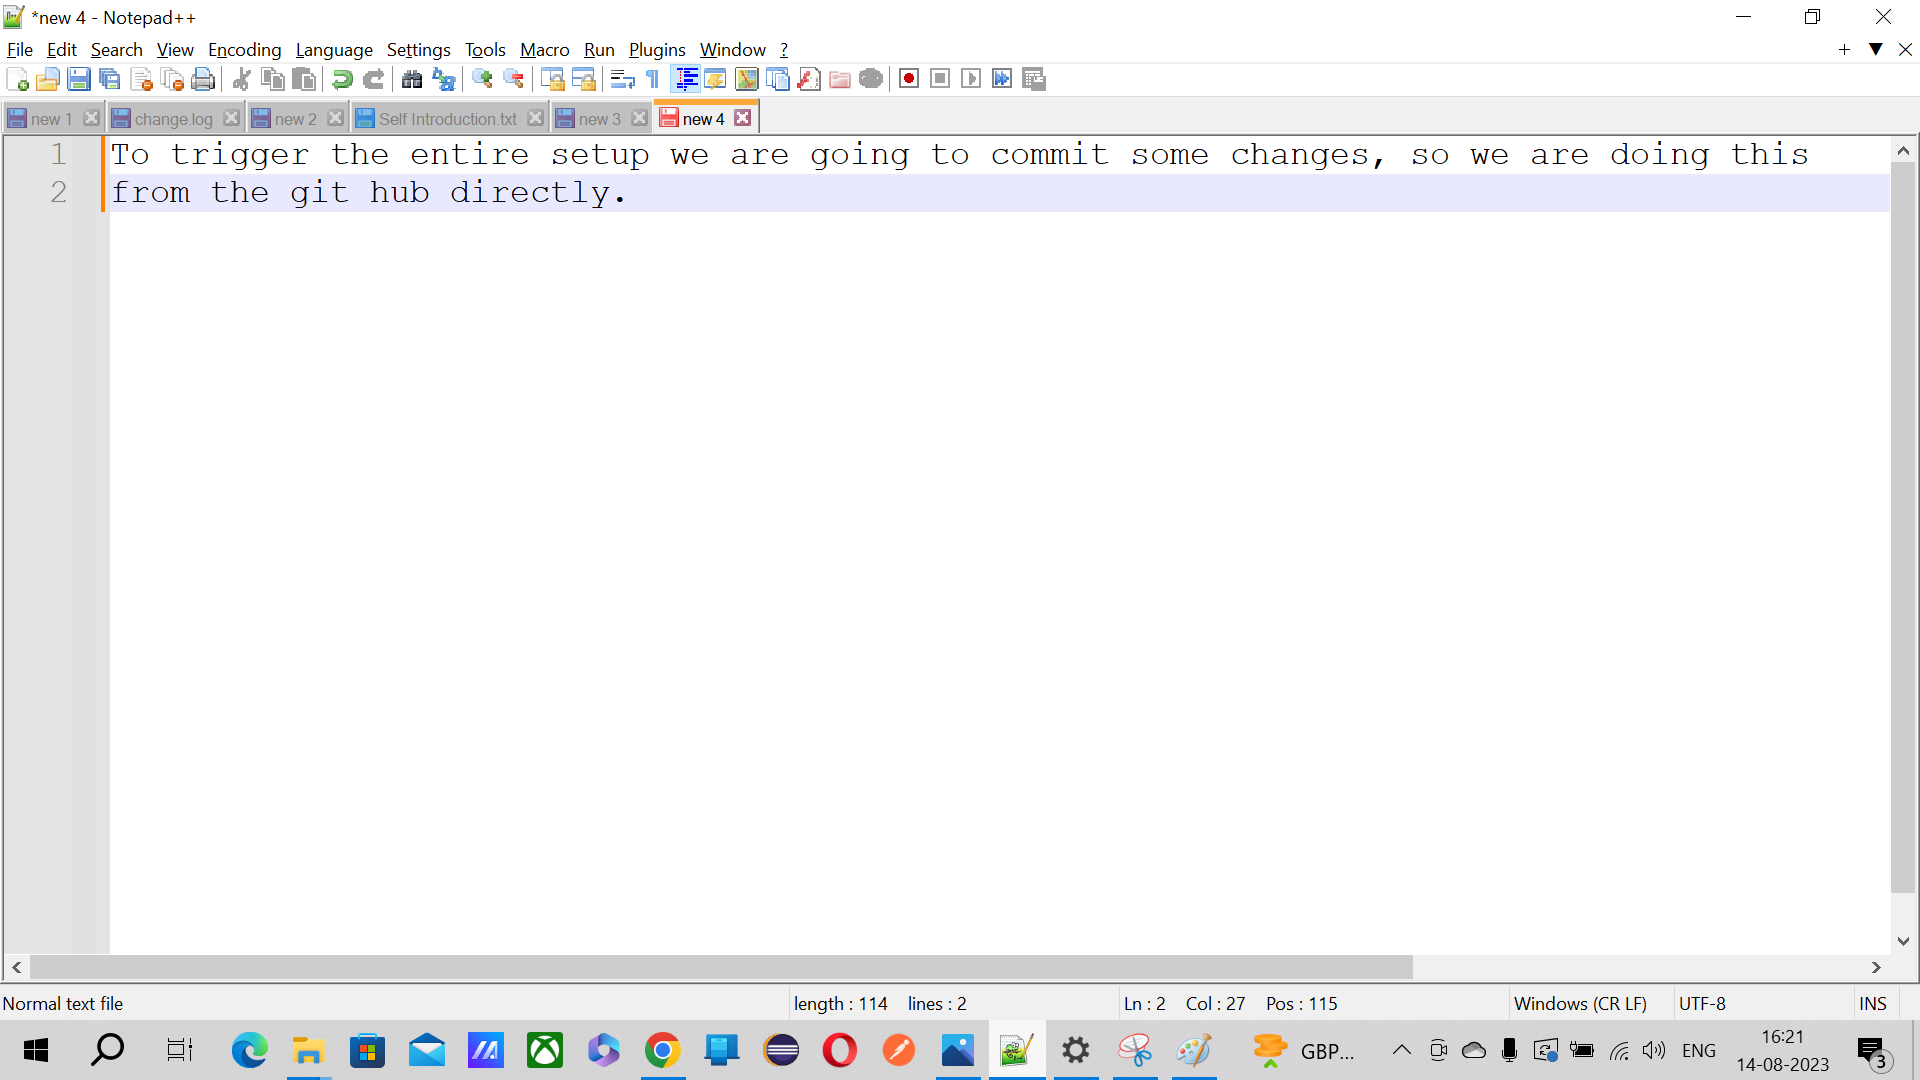 *new 4 - Notepad++
File Edit Search View Encoding Language Settings Tools Macro Run Plugins Window ?
new 1 change.log new 2 Self Introduction.txt new 3 new 4
1 To trigger the entire setup we are going to commit some changes, so we are doing this
2 from the git hub directly.
Normal text file length : 114 lines : 2 Ln : 2 Col : 27 Pos : 115 Windows (CR LF) UTF-8 INS
GBP... ENG 16:21
14-08-2023 3